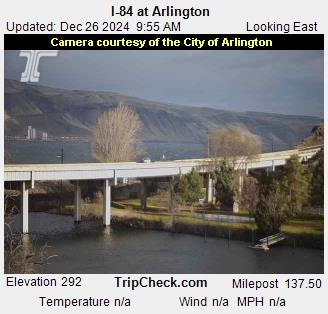 I-84 at Arlington
Updated: Dec 26 2024 9:55 AM Looking East
Camera courtesy of the City of Arlington
Elevation 292 TripCheck.com Milepost 137.50
Temperature n/a Wind n/a MPH n/a